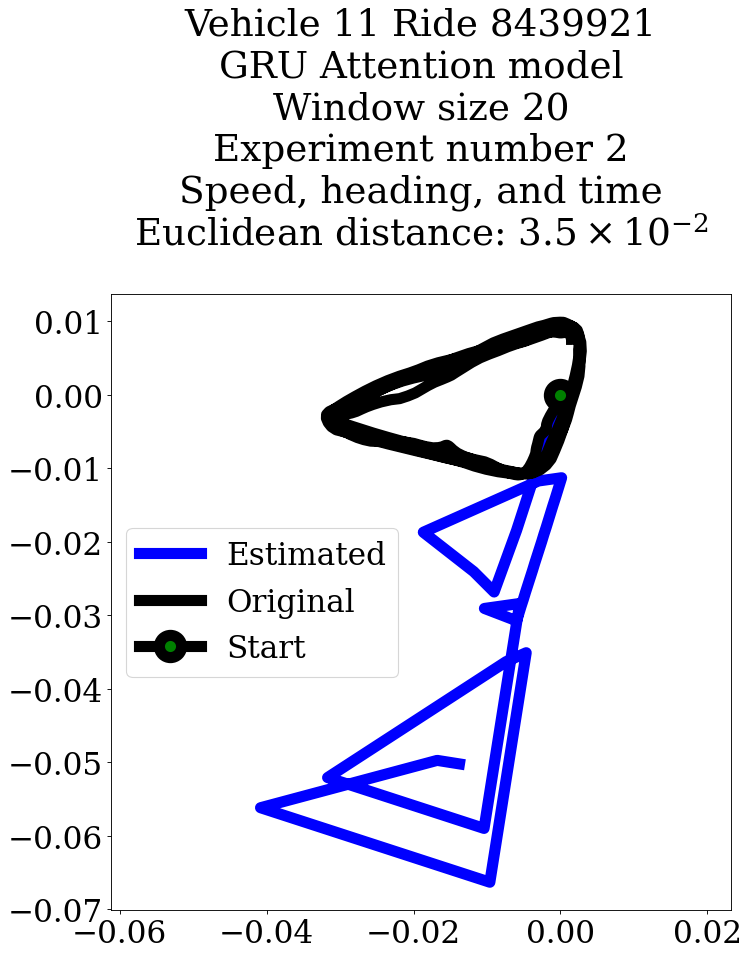 Vehicle 11 Ride 8439921
GRU Attention model
Window size 20
Experiment number 2
Speed, heading, and time
Euclidean distance: 3.5 × 10⁻²
0.01
0.00
−0.01
−0.02
−0.03
−0.04
−0.05
−0.06
−0.07
Estimated
Original
Start
−0.06 −0.04 −0.02 0.00 0.02